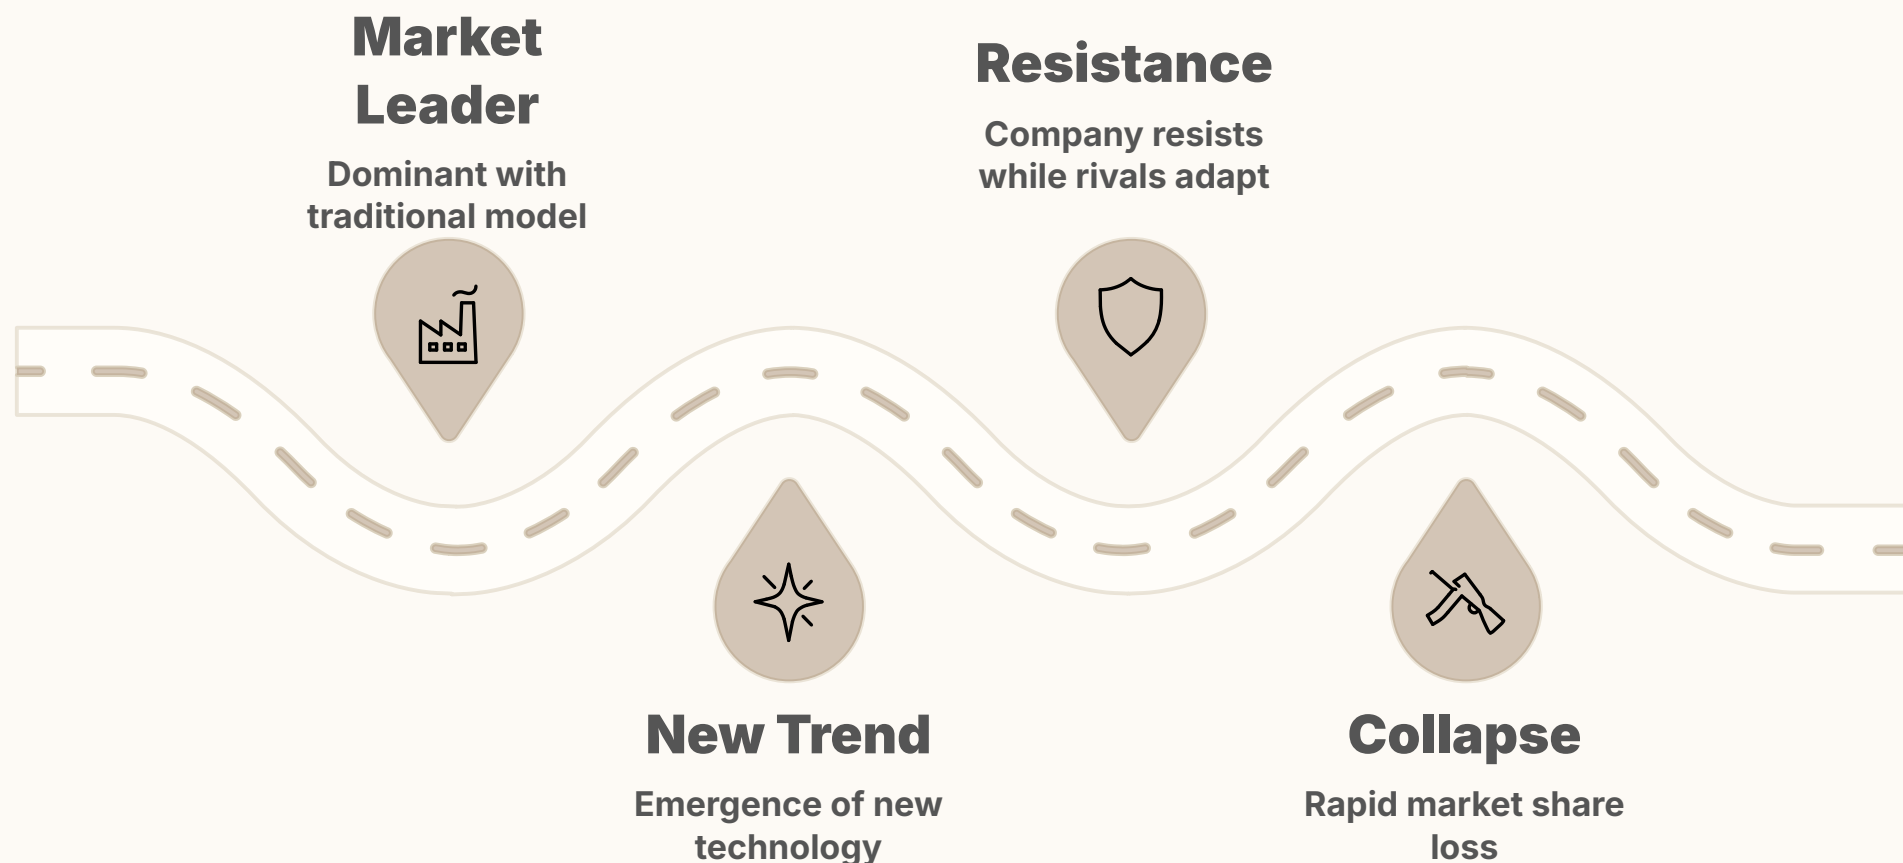 Market
Leader
Dominant with
traditional model
New Trend
Emergence of new
technology
Resistance
Company resists
while rivals adapt
Collapse
Rapid market share
loss